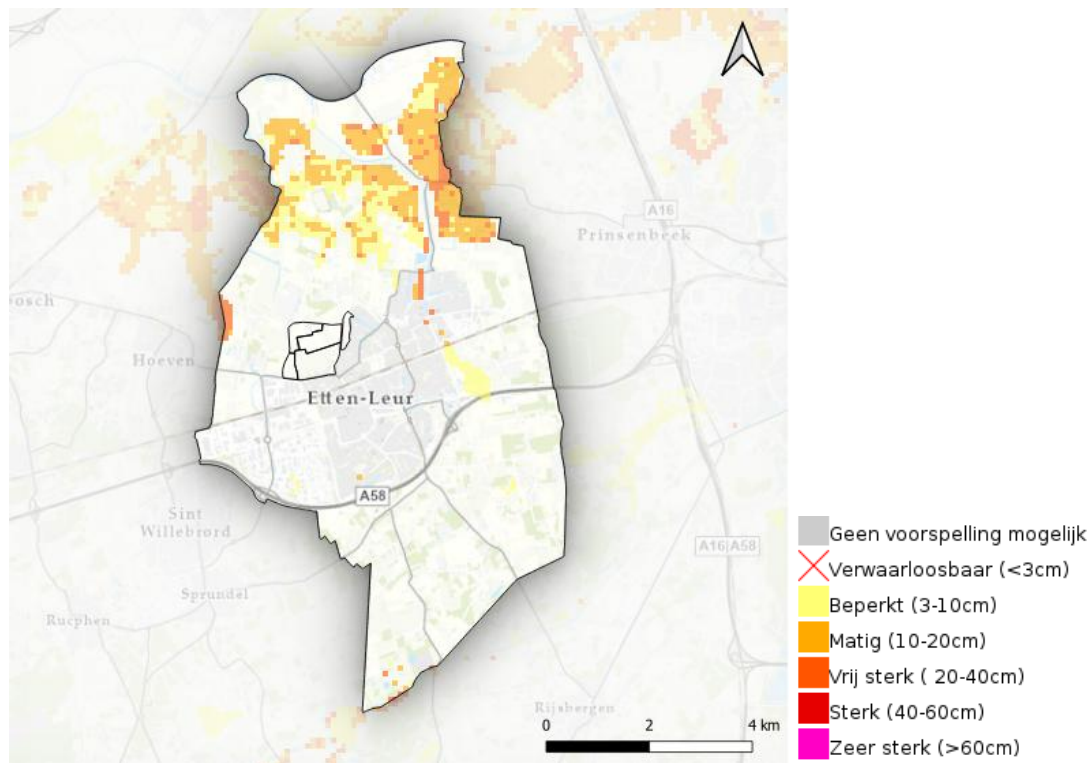 A16
Prinsenbeek
osch
Hoeven
Etten-Leur
A58
Sint
Willebrord
A16|A58
Sprundel
Rucphen
Rijsbergen
0 2 4 km
Geen voorspelling mogelijk
Verwaarloosbaar (<3cm)
Beperkt (3-10cm)
Matig (10-20cm)
Vrij sterk ( 20-40cm)
Sterk (40-60cm)
Zeer sterk (>60cm)